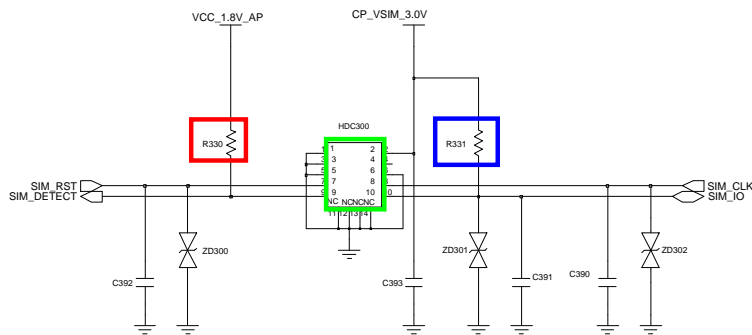 VCC_1.8V_AP
CP_VSIM_3.0V
HDC300
R330
R331
1 2
3 4
5 6
7 8
9 10
NC NCNCNC
11 12 13 14
SIM_RST
SIM_DETECT
SIM_CLK
SIM_IO
ZD300
ZD301
ZD302
C392
C393
C391
C390